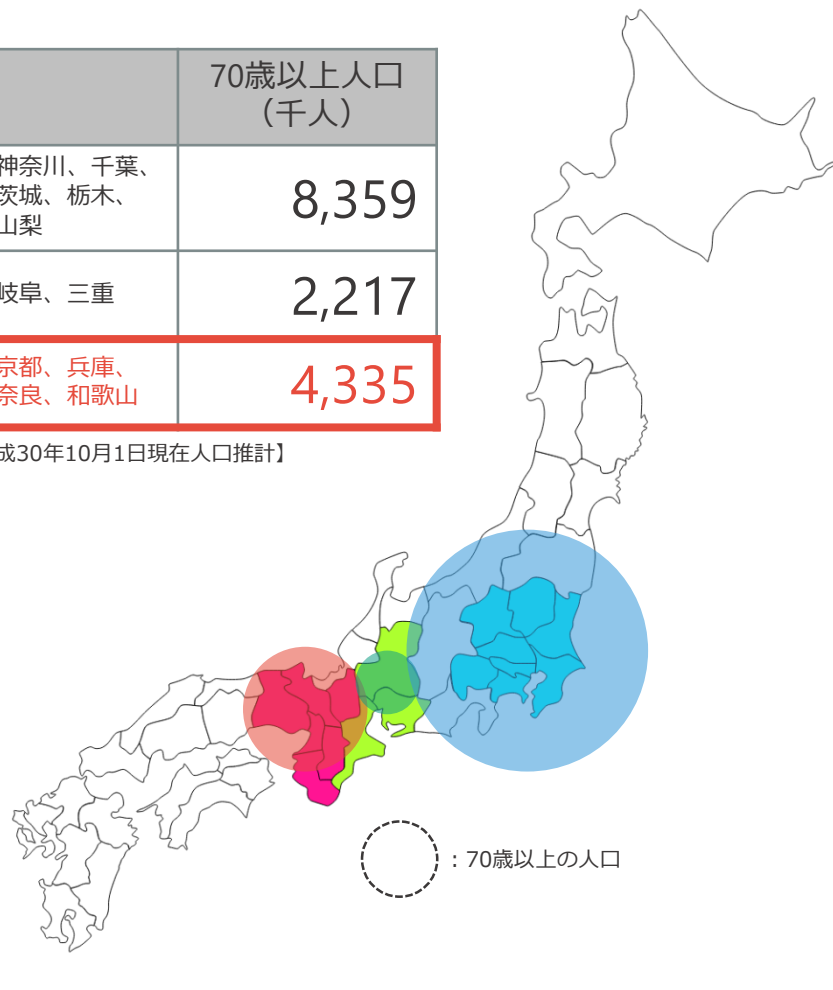 70歳以上人口
（千人）
神奈川、千葉、
茨城、栃木、
山梨
8,359
岐阜、三重
2,217
京都、兵庫、
奈良、和歌山
4,335
成30年10月1日現在人口推計】
：70歳以上の人口